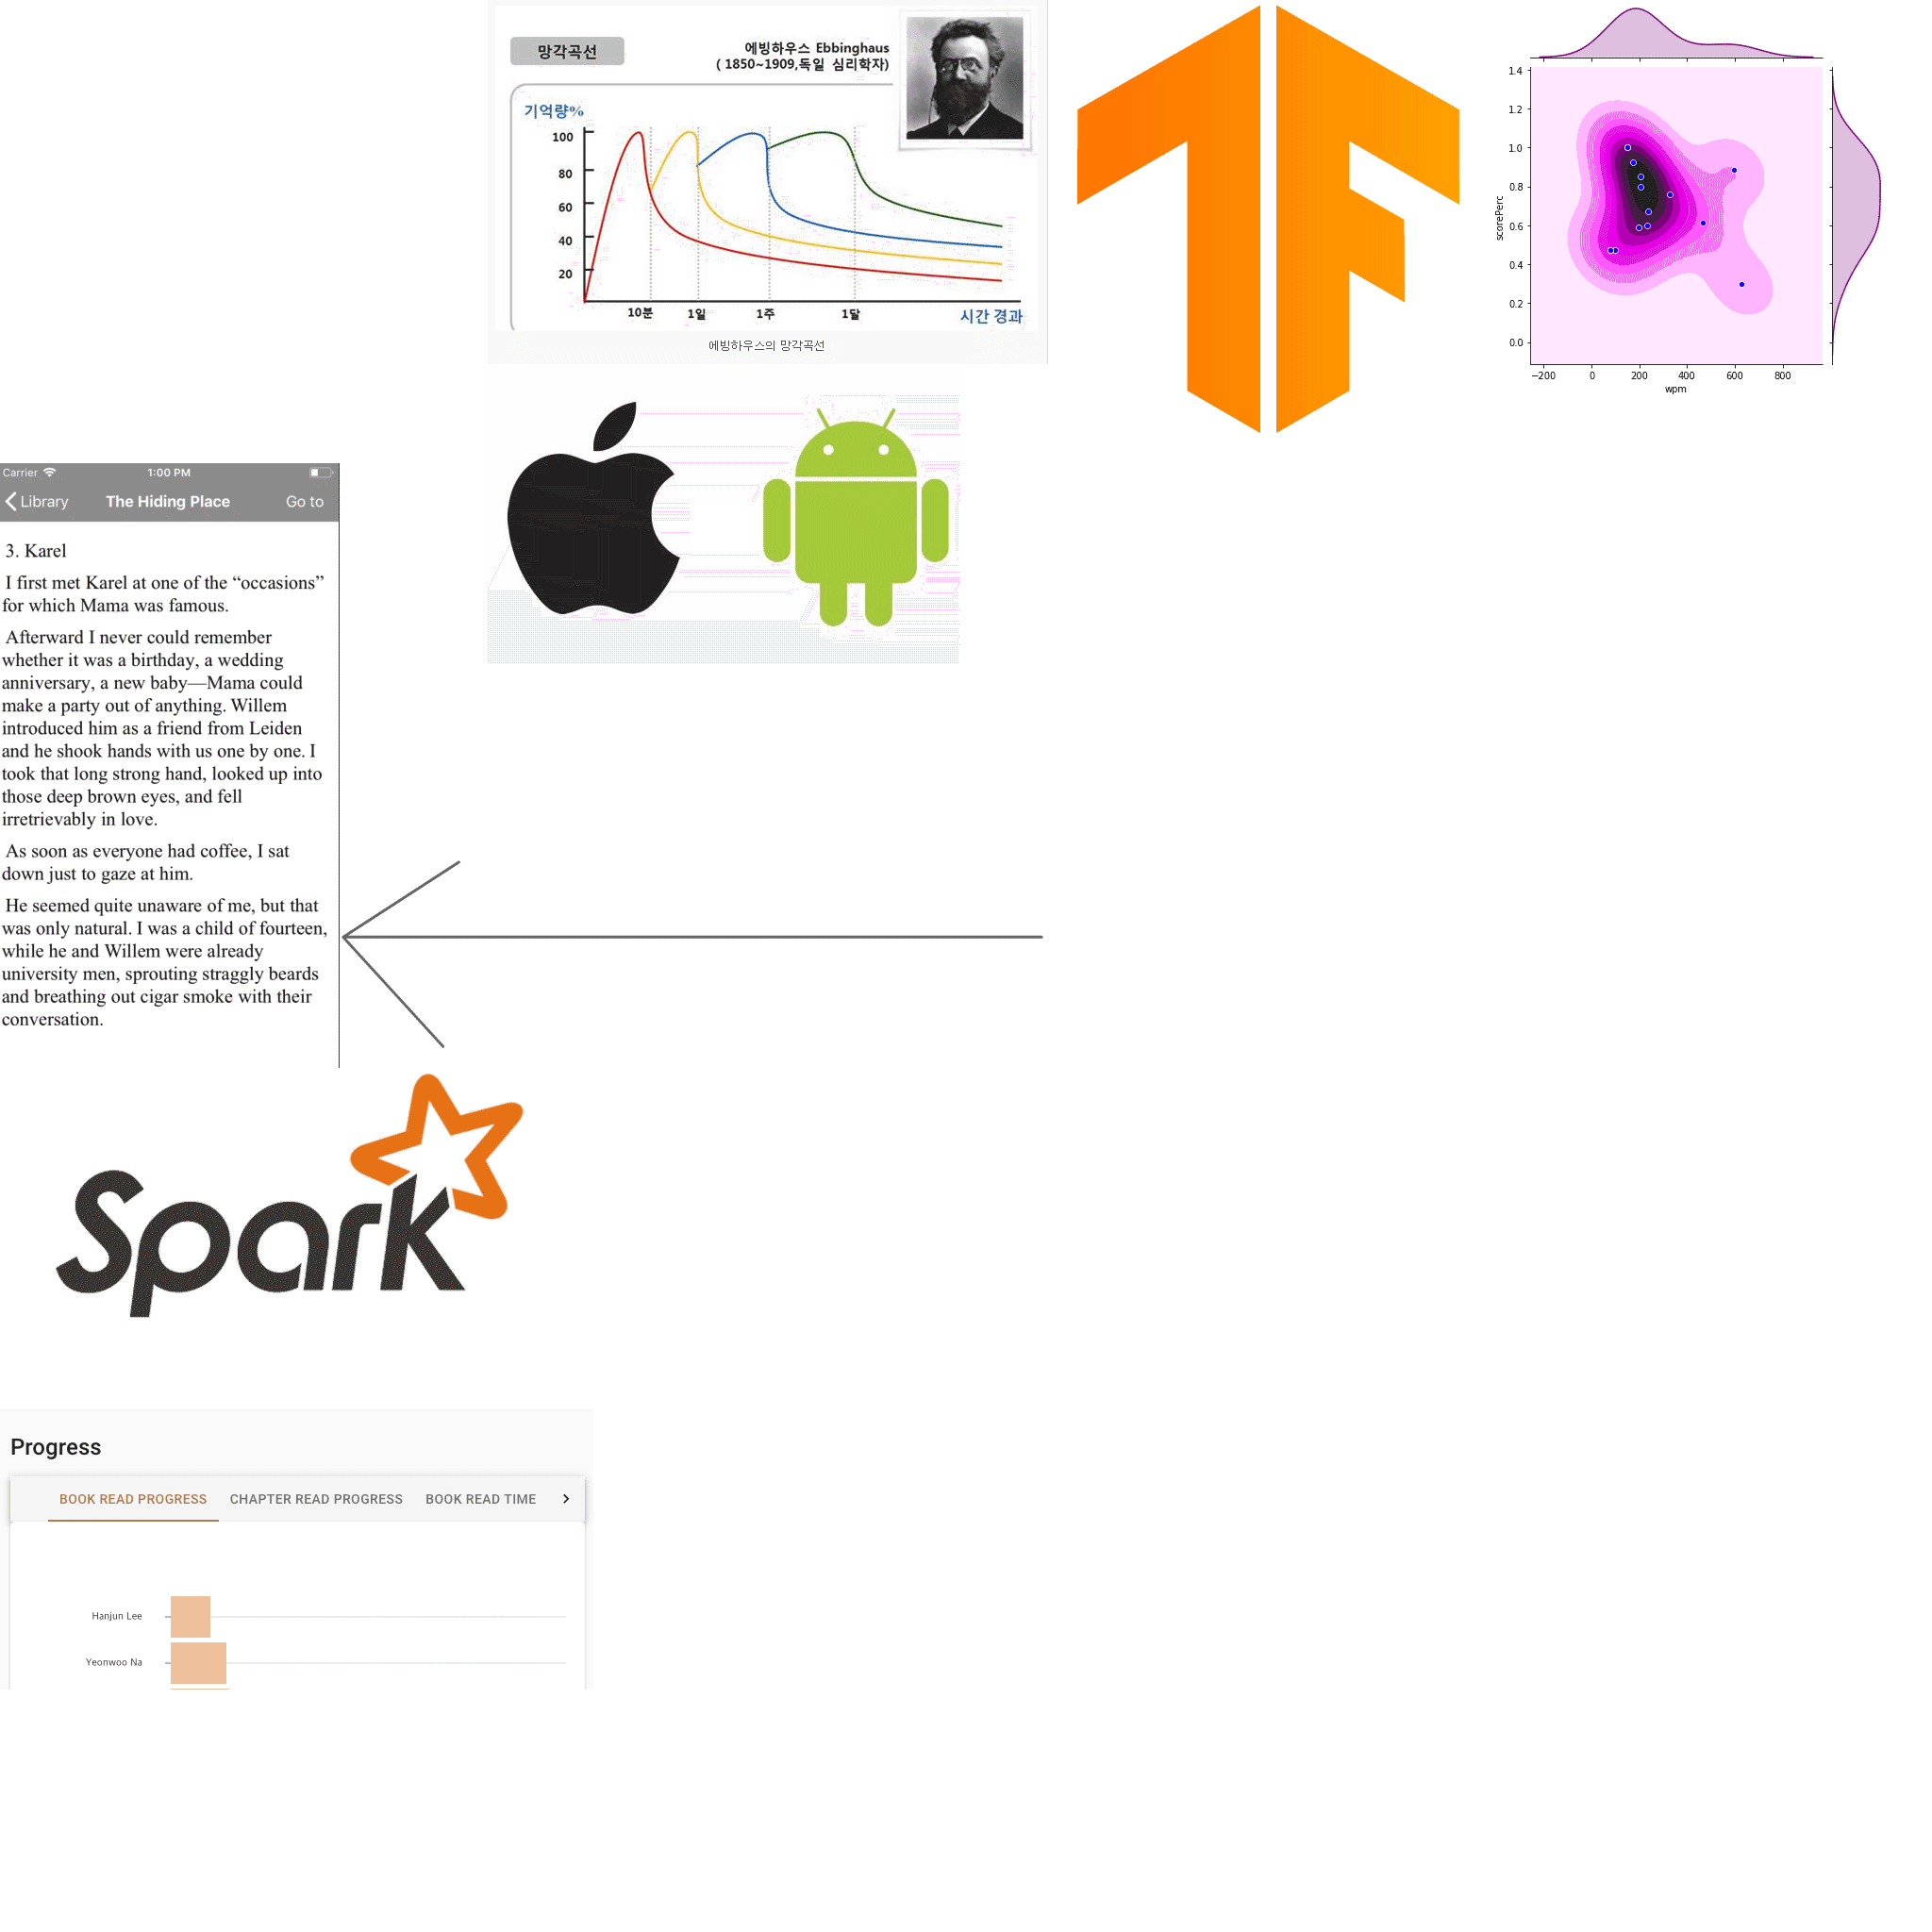 망각곡선
에빙하우스 Ebbinghaus
( 1850~1909,독일 심리학자)
기억량%
100
80
60
40
20
10분
1일
1주
1달
시간 경과
에빙하우스의 망각곡선
1.4
1.2
1.0
0.8
0.6
0.4
0.2
0.0
scorePerc
−200
0
200
400
600
800
wpm
Carrier
1:00 PM
Library
The Hiding Place
Go to
3. Karel
I first met Karel at one of the “occasions”
for which Mama was famous.
Afterward I never could remember
whether it was a birthday, a wedding
anniversary, a new baby—Mama could
make a party out of anything. Willem
introduced him as a friend from Leiden
and he shook hands with us one by one. I
took that long strong hand, looked up into
those deep brown eyes, and fell
irretrievably in love.
As soon as everyone had coffee, I sat
down just to gaze at him.
He seemed quite unaware of me, but that
was only natural. I was a child of fourteen,
while he and Willem were already
university men, sprouting straggly beards
and breathing out cigar smoke with their
conversation.
Spark
Progress
BOOK READ PROGRESS
CHAPTER READ PROGRESS
BOOK READ TIME
Hanjun Lee
Yeonwoo Na